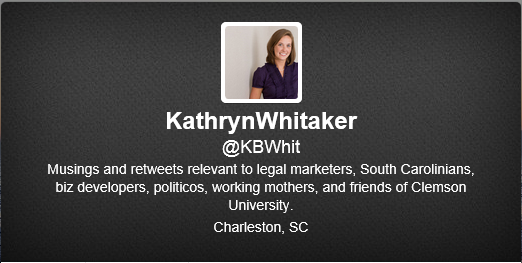 KathrynWhitaker
@KBWhit
Musings and retweets relevant to legal marketers, South Carolinians,
biz developers, politicos, working mothers, and friends of Clemson
University.
Charleston, SC